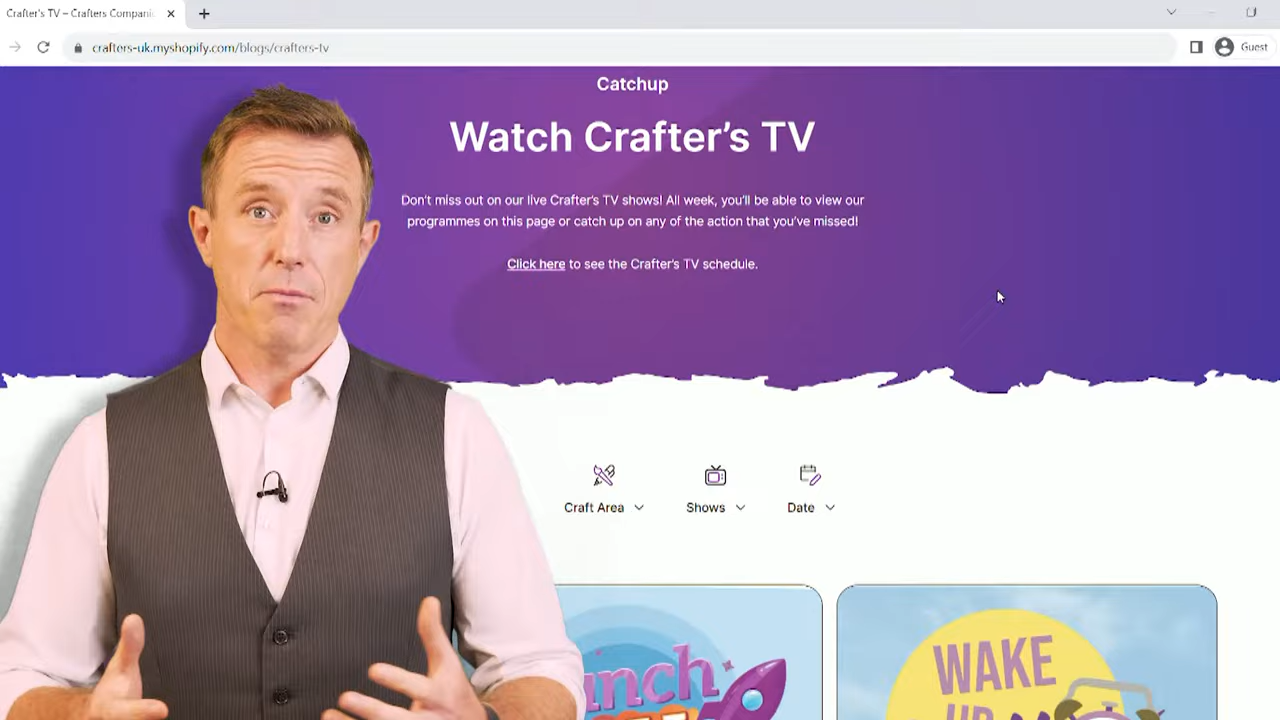 Crafter's TV – Crafters Compani
crafters-uk.myshopify.com/blogs/crafters-tv
Guest
Catchup
Watch Crafter's TV
Don't miss out on our live Crafter's TV shows! All week, you'll be able to view our
programmes on this page or catch up on any of the action that you've missed!
Click here to see the Crafter's TV schedule.
Craft Area
Shows
Date
WAKE
UP